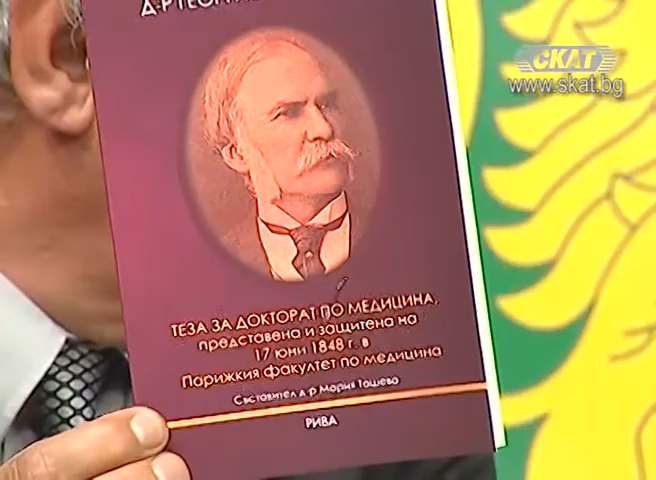 СКАТ
www.skat.bg
ТЕЗА ЗА ДОКТОРАТ ПО МЕДИЦИНА,
представена и защитена на
17 юни 1848 г. в
Парижкия факултет по медицина
Съставител д-р Мария Тошева
РИВА